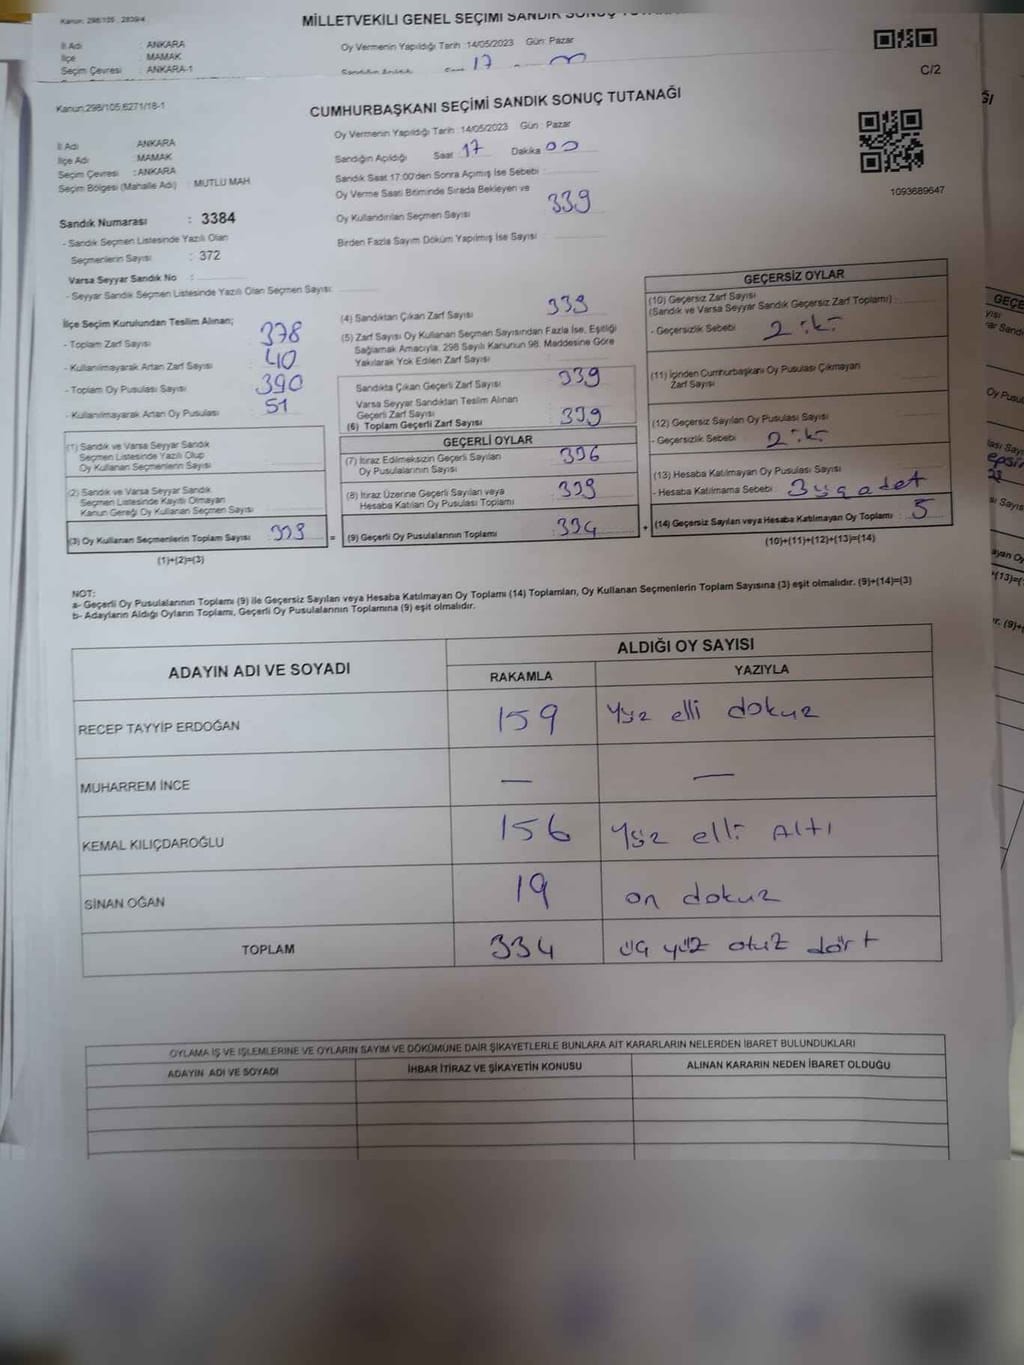 Kanun: 298/105, 2839/4
MİLLETVEKİLİ GENEL SEÇİMİ SANDIK SONUÇ TUTANAĞI
İl Adı : ANKARA
İlçe : MAMAK
Seçim Çevresi : ANKARA-1
Oy Vermenin Yapıldığı Tarih :14/05/2023 Gün: Pazar
Sandığın Açıldığı Saat 17
C/2
Kanun;298/105,6271/18-1
CUMHURBAŞKANI SEÇİMİ SANDIK SONUÇ TUTANAĞI
Oy Vermenin Yapıldığı Tarih : 14/05/2023 Gün : Pazar
İl Adı : ANKARA
İlçe Adı : MAMAK
Seçim Çevresi : ANKARA
Seçim Bölgesi (Mahalle Adı) : MUTLU MAH
Sandığın Açıldığı Saat 17 Dakika 00
Sandık Saat 17:00'den Sonra Açımış İse Sebebi :
Oy Verme Saati Bitiminde Sırada Bekleyen ve
Oy Kullandırılan Seçmen Sayısı 339
Birden Fazla Sayım Döküm Yapılmış İse Sayısı :
1093689647
Sandık Numarası : 3384
- Sandık Seçmen Listesinde Yazılı Olan
Seçmenlerin Sayısı : 372
Varsa Seyyar Sandık No :
- Seyyar Sandık Seçmen Listesinde Yazılı Olan Seçmen Sayısı:
İlçe Seçim Kurulundan Teslim Alınan;
- Toplam Zarf Sayısı 378
- Kullanılmayarak Artan Zarf Sayısı 40
- Toplam Oy Pusulası Sayısı 390
- Kullanılmayarak Artan Oy Pusulası 51
(1) Sandık ve Varsa Seyyar Sandık
Seçmen Listesinde Yazılı Olup
Oy Kullanan Seçmenlerin Sayısı
(2) Sandık ve Varsa Seyyar Sandık
Seçmen Listesinde Kayıtlı Olmayan
Kanun Gereği Oy Kullanan Seçmen Sayısı
(3) Oy Kullanan Seçmenlerin Toplam Sayısı : 339 =
(1)+(2)=(3)
(4) Sandıktan Çıkan Zarf Sayısı 339
(5) Zarf Sayısı Oy Kullanan Seçmen Sayısından Fazla İse, Eşitliği
Sağlamak Amacıyla, 298 Sayılı Kanunun 98. Maddesine Göre
Yakılarak Yok Edilen Zarf Sayısı
Sandıkta Çıkan Geçerli Zarf Sayısı : 339
Varsa Seyyar Sandıktan Teslim Alınan
Geçerli Zarf Sayısı
(6) Toplam Geçerli Zarf Sayısı : 339
GEÇERLİ OYLAR
(7) İtiraz Edilmeksizin Geçerli Sayılan
Oy Pusulalarının Sayısı : 336
(8) İtiraz Üzerine Geçerli Sayılan veya
Hesaba Katılan Oy Pusulası Toplamı : 339
(9) Geçerli Oy Pusulalarının Toplamı : 334 +
GEÇERSİZ OYLAR
(10) Geçersiz Zarf Sayısı
(Sandık ve Varsa Seyyar Sandık Geçersiz Zarf Toplamı) :
- Geçersizlik Sebebi 2 iki
(11) İçinden Cumhurbaşkanı Oy Pusulası Çıkmayan
Zarf Sayısı
(12) Geçersiz Sayılan Oy Pusulası Sayısı
- Geçersizlik Sebebi : 2 iki
(13) Hesaba Katılmayan Oy Pusulası Sayısı
- Hesaba Katılmama Sebebi : 3 üç adet
(14) Geçersiz Sayılan veya Hesaba Katılmayan Oy Toplamı : 5
(10)+(11)+(12)+(13)=(14)
NOT:
a- Geçerli Oy Pusulalarının Toplamı (9) ile Geçersiz Sayılan veya Hesaba Katılmayan Oy Toplamı (14) Toplamları, Oy Kullanan Seçmenlerin Toplam Sayısına (3) eşit olmalıdır. (9)+(14)=(3)
b- Adayların Aldığı Oyların Toplamı, Geçerli Oy Pusulalarının Toplamına (9) eşit olmalıdır.
ADAYIN ADI VE SOYADI ALDIĞI OY SAYISI
RAKAMLA YAZIYLA
RECEP TAYYİP ERDOĞAN 159 Yüz elli dokuz
MUHARREM İNCE — —
KEMAL KILIÇDAROĞLU 156 Yüz elli Altı
SİNAN OĞAN 19 on dokuz
TOPLAM 334 üç yüz otuz dört
OYLAMA İŞ VE İŞLEMLERİNE VE OYLARIN SAYIM VE DÖKÜMÜNE DAİR ŞİKAYETLERLE BUNLARA AİT KARARLARIN NELERDEN İBARET BULUNDUKLARI
ADAYIN ADI VE SOYADI İHBAR İTİRAZ VE ŞİKAYETİN KONUSU ALINAN KARARIN NEDEN İBARET OLDUĞU